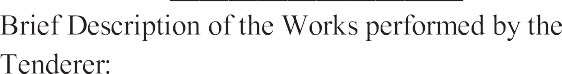 Brief Description of the Works performed by the
Tenderer: